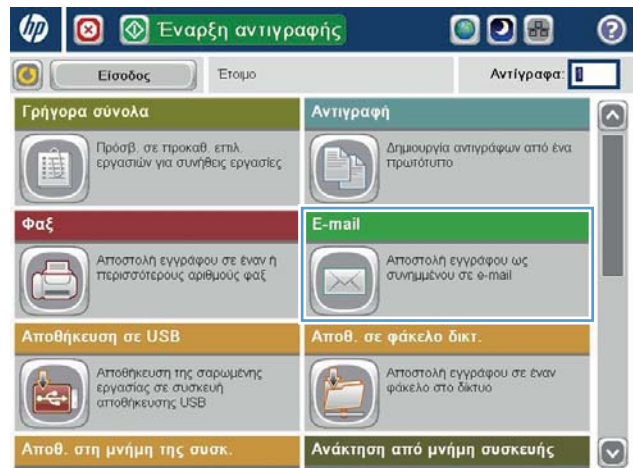 hp Έναρξη αντιγραφής ?
Είσοδος Έτοιμο Αντίγραφα: 1
Γρήγορα σύνολα
Πρόσβ. σε προκαθ. επιλ.
εργασιών για συνήθεις εργασίες
Αντιγραφή
Δημιουργία αντιγράφων από ένα
πρωτότυπο
Φαξ
Αποστολή εγγράφου σε έναν ή
περισσότερους αριθμούς φαξ
E-mail
Αποστολή εγγράφου ως
συνημμένου σε e-mail
Αποθήκευση σε USB
Αποθήκευση της σαρωμένης
εργασίας σε συσκευή
αποθήκευσης USB
Αποθ. σε φάκελο δικτ.
Αποστολή εγγράφου σε έναν
φάκελο στο δίκτυο
Αποθ. στη μνήμη της συσκ.
Ανάκτηση από μνήμη συσκευής